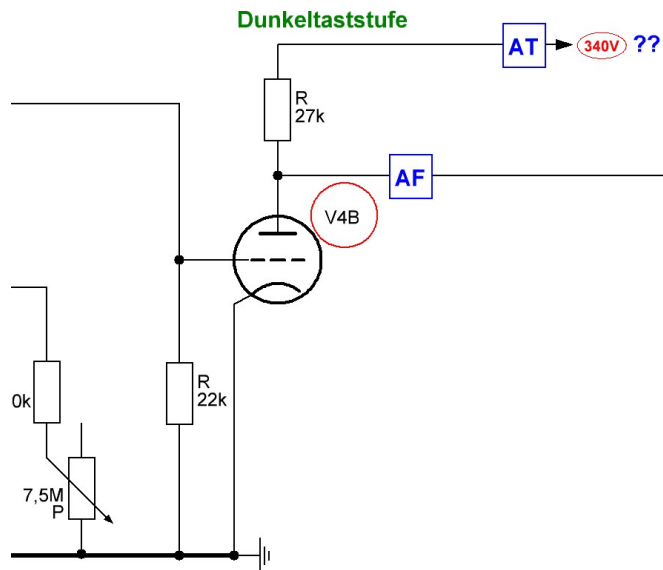 Dunkeltaststufe
AT
340V
??
R
27k
AF
V4B
R
22k
0k
7,5M
P